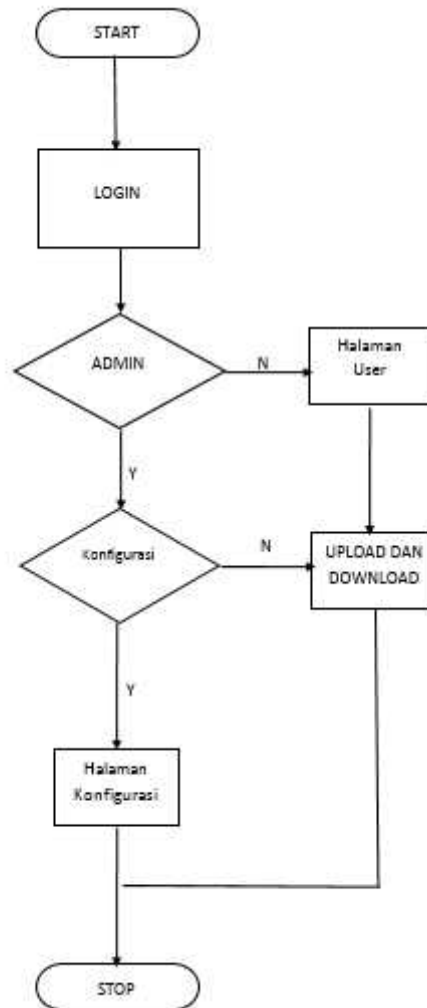 START
LOGIN
ADMIN
N
Halaman
User
Y
Konfigurasi
N
UPLOAD DAN
DOWNLOAD
Y
Halaman
Konfigurasi
STOP